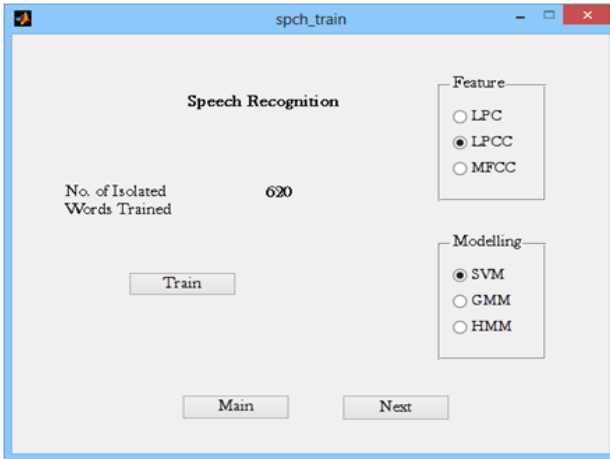 spch_train
Speech Recognition
Feature
LPC
LPCC
MFCC
No. of Isolated
Words Trained
620
Modelling
SVM
GMM
HMM
Train
Main
Next